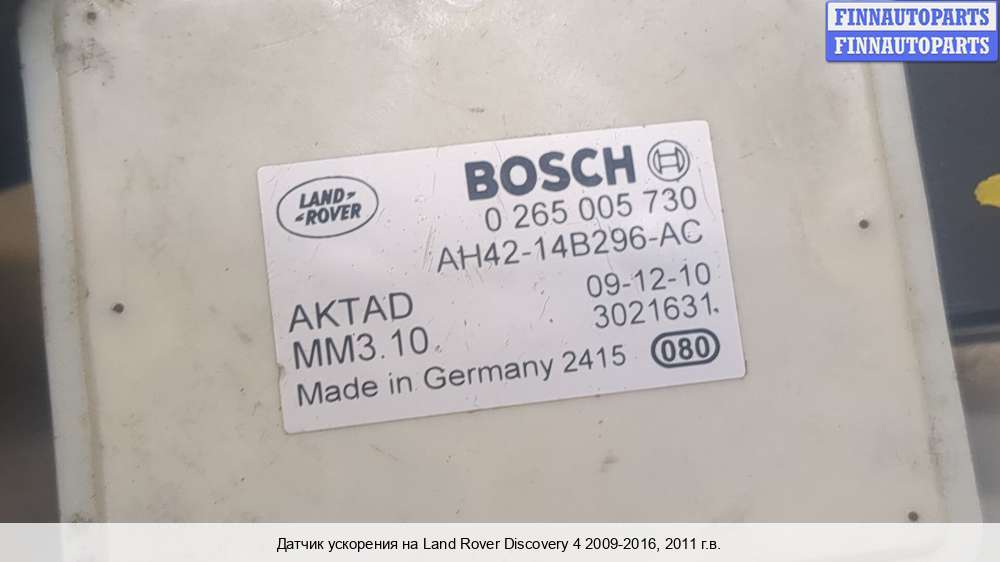 FINNAUTOPARTS
FINNAUTOPARTS
LAND-
-ROVER
BOSCH
0 265 005 730
AH42-14B296-AC
AKTAD
09-12-10
MM3.10
3021631
Made in Germany 2415
080
Датчик ускорения на Land Rover Discovery 4 2009-2016, 2011 г.в.